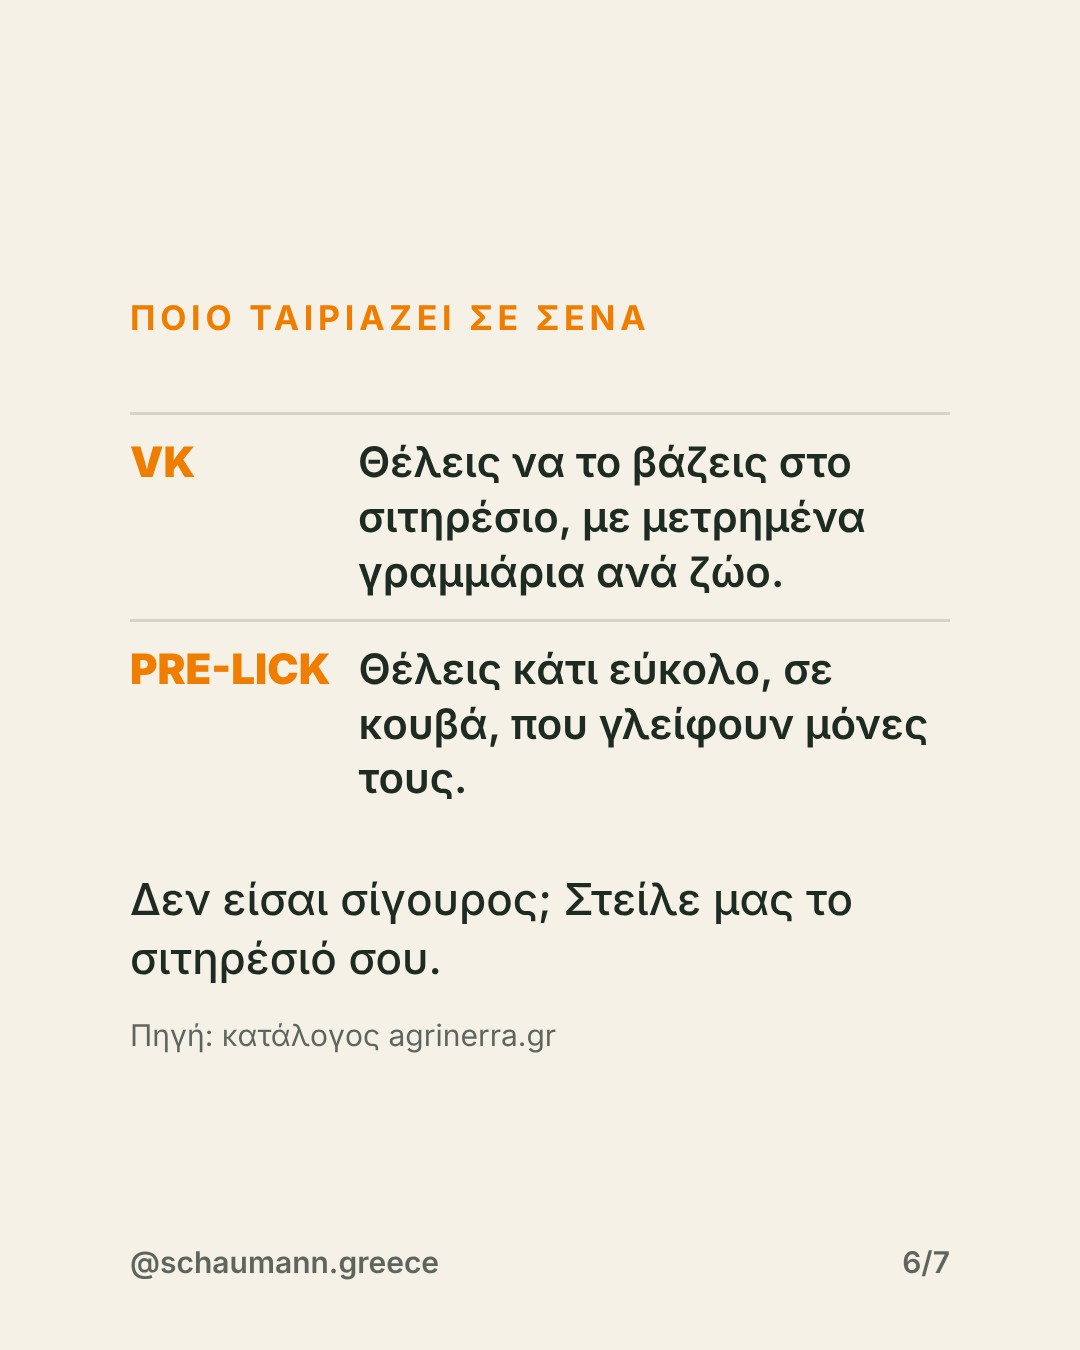 ΠΟΙΟ ΤΑΙΡΙΑΖΕΙ ΣΕ ΣΕΝΑ
VK
Θέλεις να το βάζεις στο
σιτηρέσιο, με μετρημένα
γραμμάρια ανά ζώο.
PRE-LICK
Θέλεις κάτι εύκολο, σε
κουβά, που γλείφουν μόνες
τους.
Δεν είσαι σίγουρος; Στείλε μας το
σιτηρέσιό σου.
Πηγή: κατάλογος agrinerra.gr
@schaumann.greece
6/7